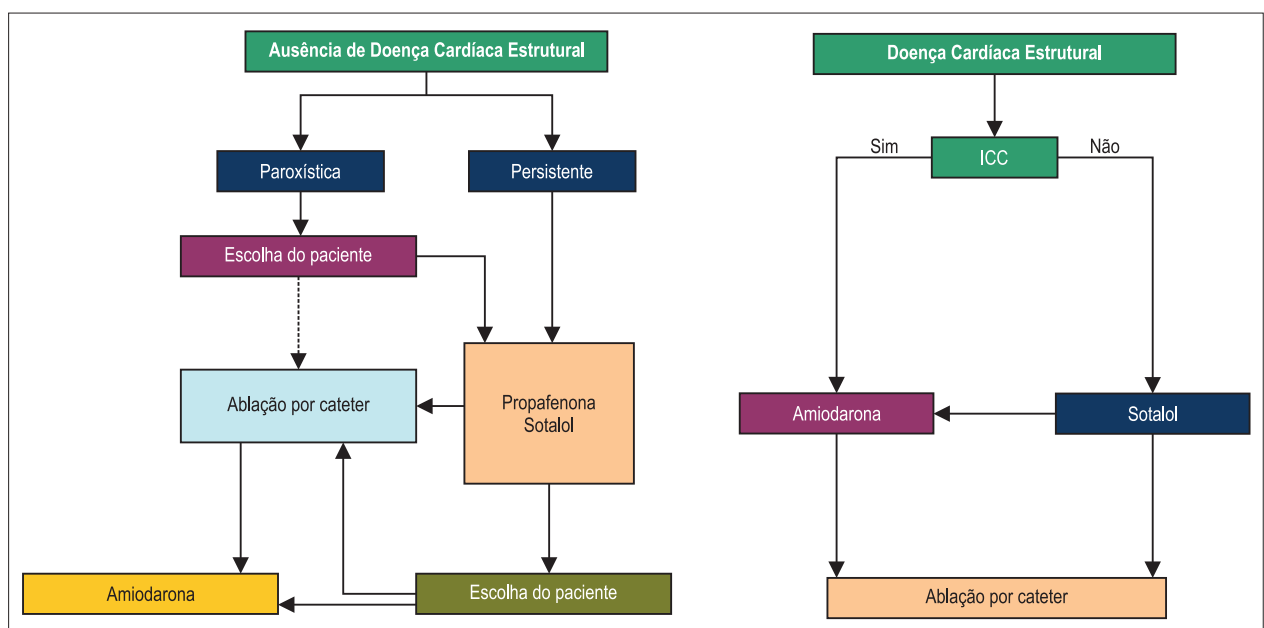 Ausência de Doença Cardíaca Estrutural
Paroxística
Persistente
Escolha do paciente
Ablação por cateter
Propafenona
Sotalol
Amiodarona
Escolha do paciente
Doença Cardíaca Estrutural
Sim
ICC
Não
Amiodarona
Sotalol
Ablação por cateter